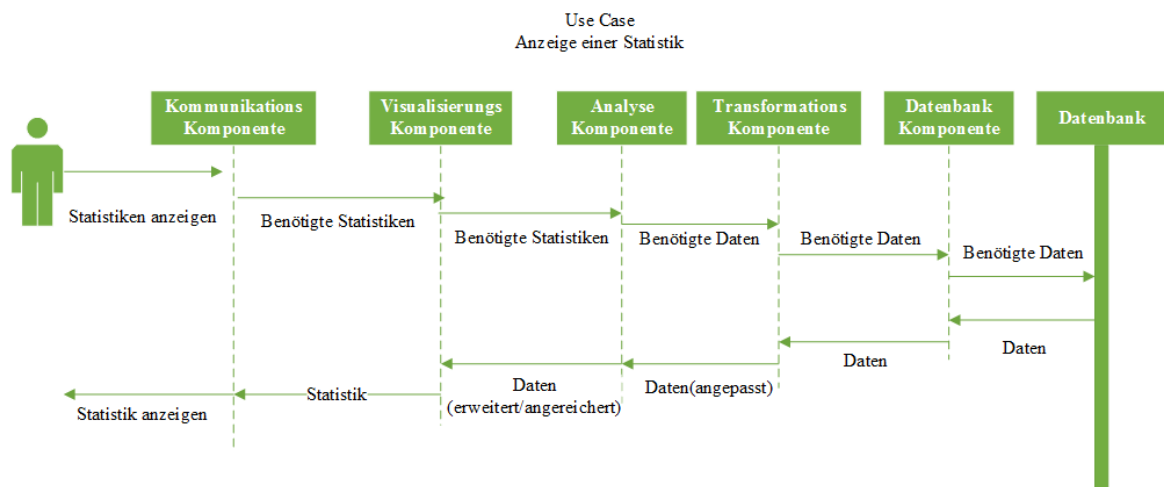 Use Case
Anzeige einer Statistik
Kommunikations
Komponente
Visualisierungs
Komponente
Analyse
Komponente
Transformations
Komponente
Datenbank
Komponente
Datenbank
Statistiken anzeigen
Benötigte Statistiken
Benötigte Statistiken
Benötigte Daten
Benötigte Daten
Benötigte Daten
Daten
Daten
Daten(angepasst)
Daten
(erweitert/angereichert)
Statistik
Statistik anzeigen